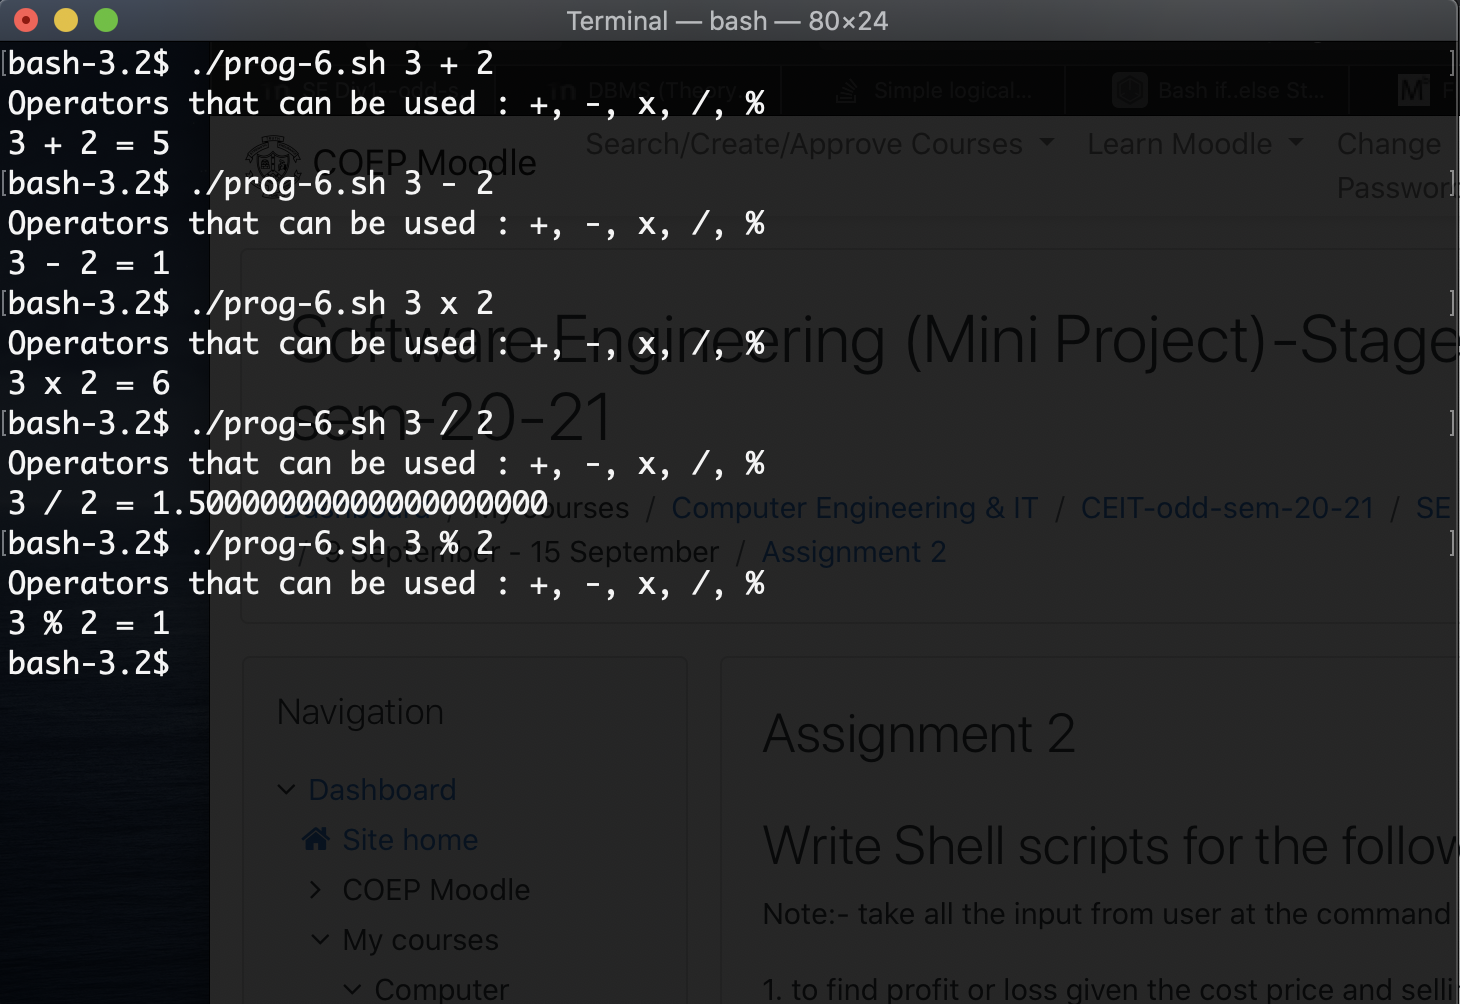 Terminal — bash — 80×24
bash-3.2$ ./prog-6.sh 3 + 2
Operators that can be used : +, -, x, /, %
3 + 2 = 5
bash-3.2$ ./prog-6.sh 3 - 2
Operators that can be used : +, -, x, /, %
3 - 2 = 1
bash-3.2$ ./prog-6.sh 3 x 2
Operators that can be used : +, -, x, /, %
3 x 2 = 6
bash-3.2$ ./prog-6.sh 3 / 2
Operators that can be used : +, -, x, /, %
3 / 2 = 1.50000000000000000000
bash-3.2$ ./prog-6.sh 3 % 2
Operators that can be used : +, -, x, /, %
3 % 2 = 1
bash-3.2$
DBMS (Theory... Simple logical... Bash if..else St...
COEP Moodle Search/Create/Approve Courses Learn Moodle Change
Password
Software Engineering (Mini Project)-Stage
sem-20-21
courses / Computer Engineering & IT / CEIT-odd-sem-20-21 / SE
/ September - 15 September / Assignment 2
Navigation
Dashboard
Site home
COEP Moodle
My courses
Computer
Assignment 2
Write Shell scripts for the follow
Note:- take all the input from user at the command
1. to find profit or loss given the cost price and selli